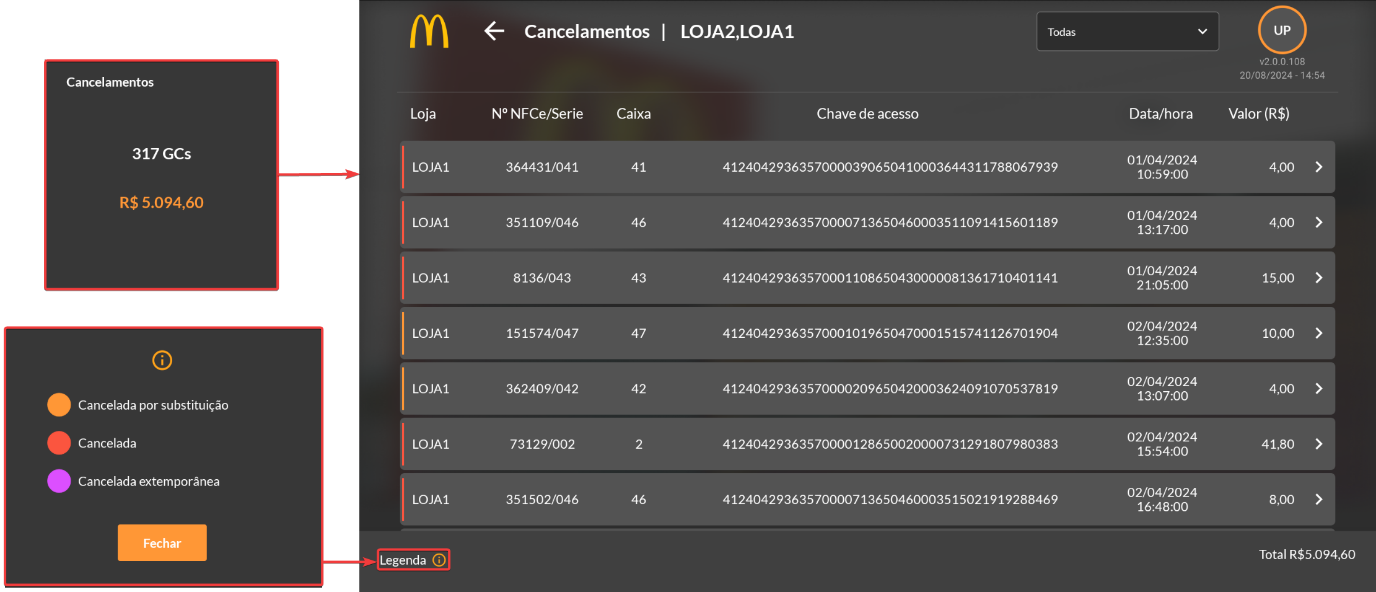 Cancelamentos
317 GCs
R$ 5.094,60
Cancelada por substituição
Cancelada
Cancelada extemporânea
Fechar
Cancelamentos | LOJA2,LOJA1
Todas
UP
v2.0.0.108
20/08/2024 - 14:54
Loja Nº NFCe/Serie Caixa Chave de acesso Data/hora Valor (R$)
LOJA1 364431/041 41 41240429363570000390650410003644311788067939 01/04/2024 10:59:00 4,00
LOJA1 351109/046 46 41240429363570000713650460003511091415601189 01/04/2024 13:17:00 4,00
LOJA1 8136/043 43 41240429363570001108650430000081361710401141 01/04/2024 21:05:00 15,00
LOJA1 151574/047 47 41240429363570001019650470001515741126701904 02/04/2024 12:35:00 10,00
LOJA1 362409/042 42 41240429363570000209650420003624091070537819 02/04/2024 13:07:00 4,00
LOJA1 73129/002 2 41240429363570000128650020000731291807980383 02/04/2024 15:54:00 41,80
LOJA1 351502/046 46 41240429363570000713650460003515021919288469 02/04/2024 16:48:00 8,00
Legenda
Total R$5.094,60